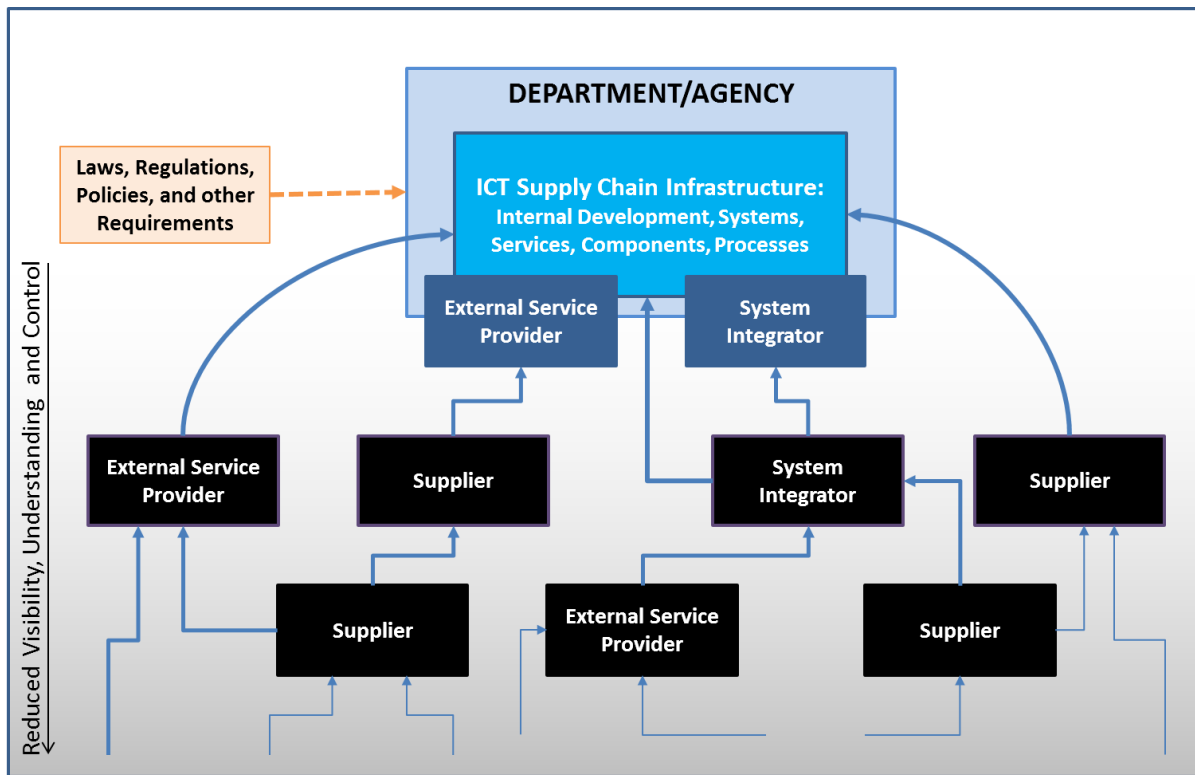 DEPARTMENT/AGENCY
Laws, Regulations,
Policies, and other
Requirements
ICT Supply Chain Infrastructure:
Internal Development, Systems,
Services, Components, Processes
External Service
Provider
System
Integrator
Reduced Visibility, Understanding and Control
External Service
Provider
Supplier
System
Integrator
Supplier
Supplier
External Service
Provider
Supplier